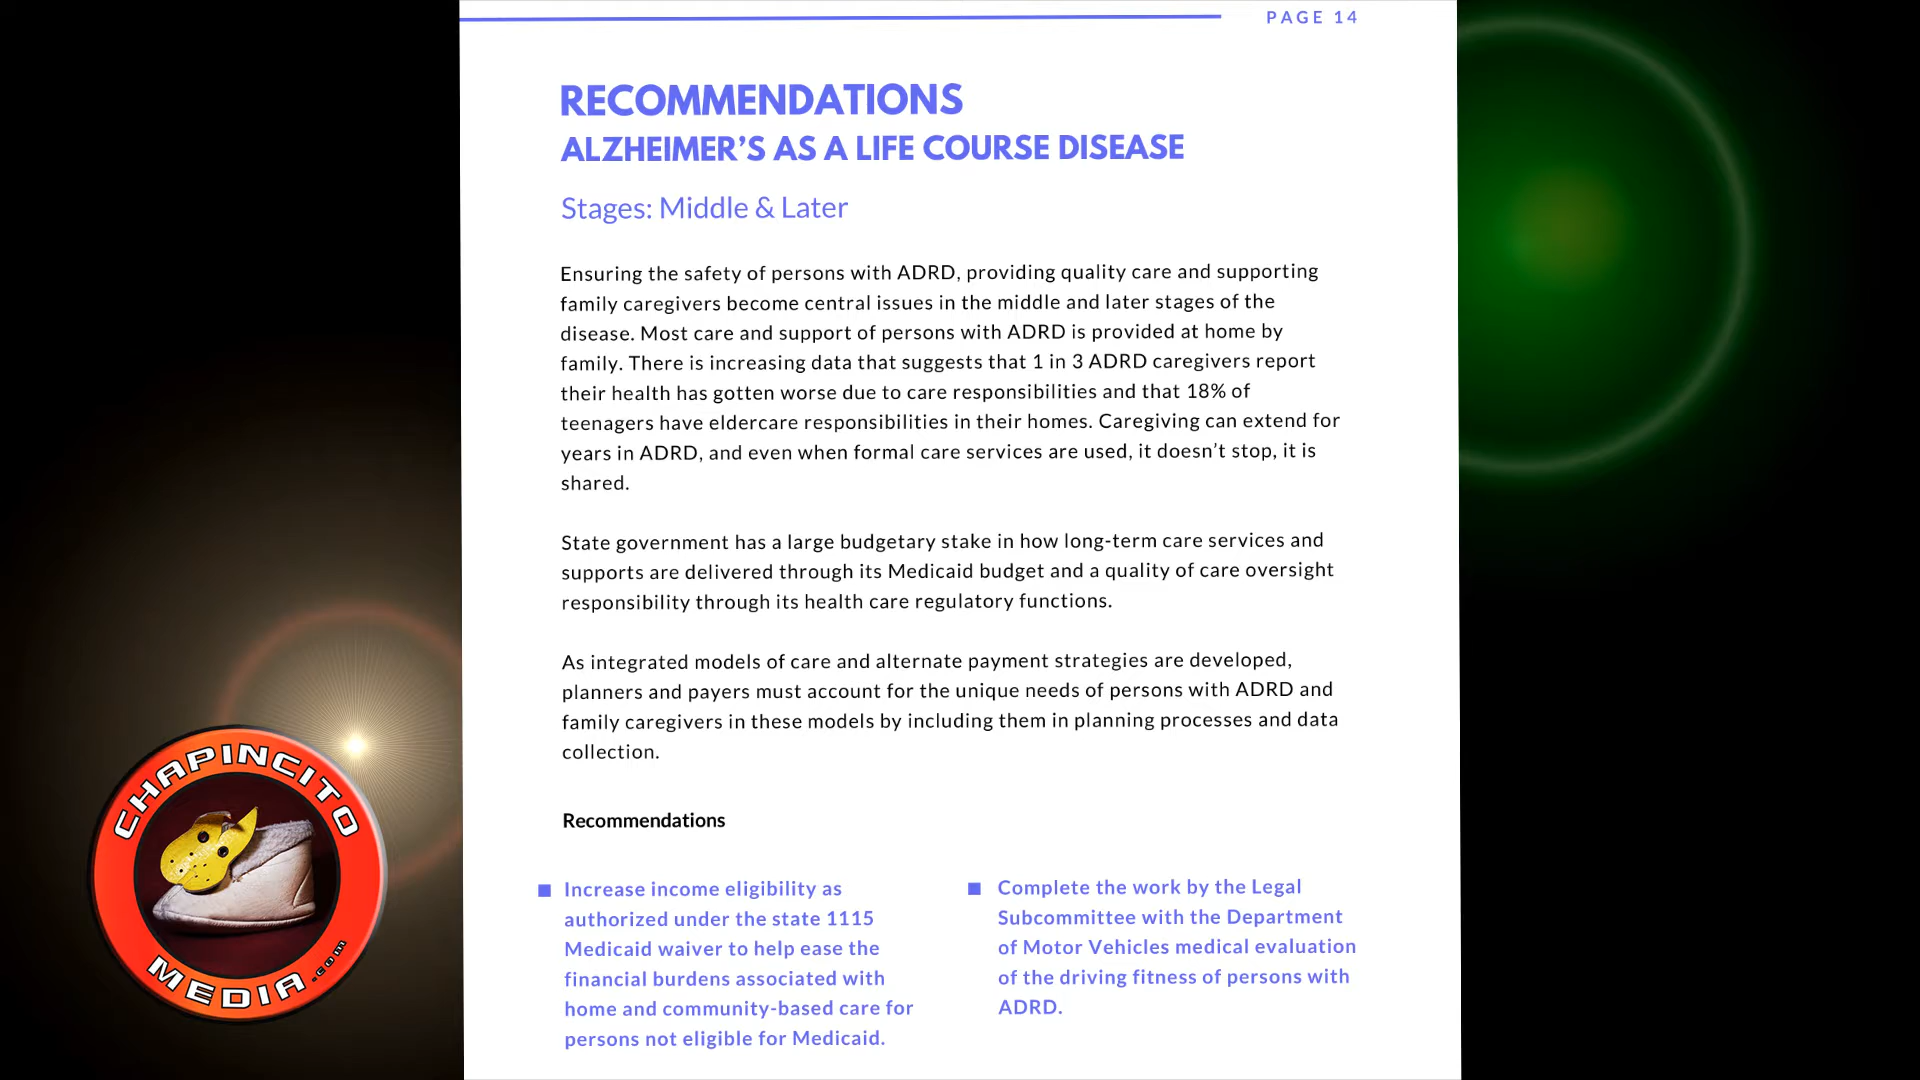 PAGE 14
RECOMMENDATIONS
ALZHEIMER’S AS A LIFE COURSE DISEASE
Stages: Middle & Later
Ensuring the safety of persons with ADRD, providing quality care and supporting
family caregivers become central issues in the middle and later stages of the
disease. Most care and support of persons with ADRD is provided at home by
family. There is increasing data that suggests that 1 in 3 ADRD caregivers report
their health has gotten worse due to care responsibilities and that 18% of
teenagers have eldercare responsibilities in their homes. Caregiving can extend for
years in ADRD, and even when formal care services are used, it doesn’t stop, it is
shared.
State government has a large budgetary stake in how long-term care services and
supports are delivered through its Medicaid budget and a quality of care oversight
responsibility through its health care regulatory functions.
As integrated models of care and alternate payment strategies are developed,
planners and payers must account for the unique needs of persons with ADRD and
family caregivers in these models by including them in planning processes and data
collection.
Recommendations
■ Increase income eligibility as
authorized under the state 1115
Medicaid waiver to help ease the
financial burdens associated with
home and community-based care for
persons not eligible for Medicaid.
■ Complete the work by the Legal
Subcommittee with the Department
of Motor Vehicles medical evaluation
of the driving fitness of persons with
ADRD.
CHAPINCITO
MEDIA.com